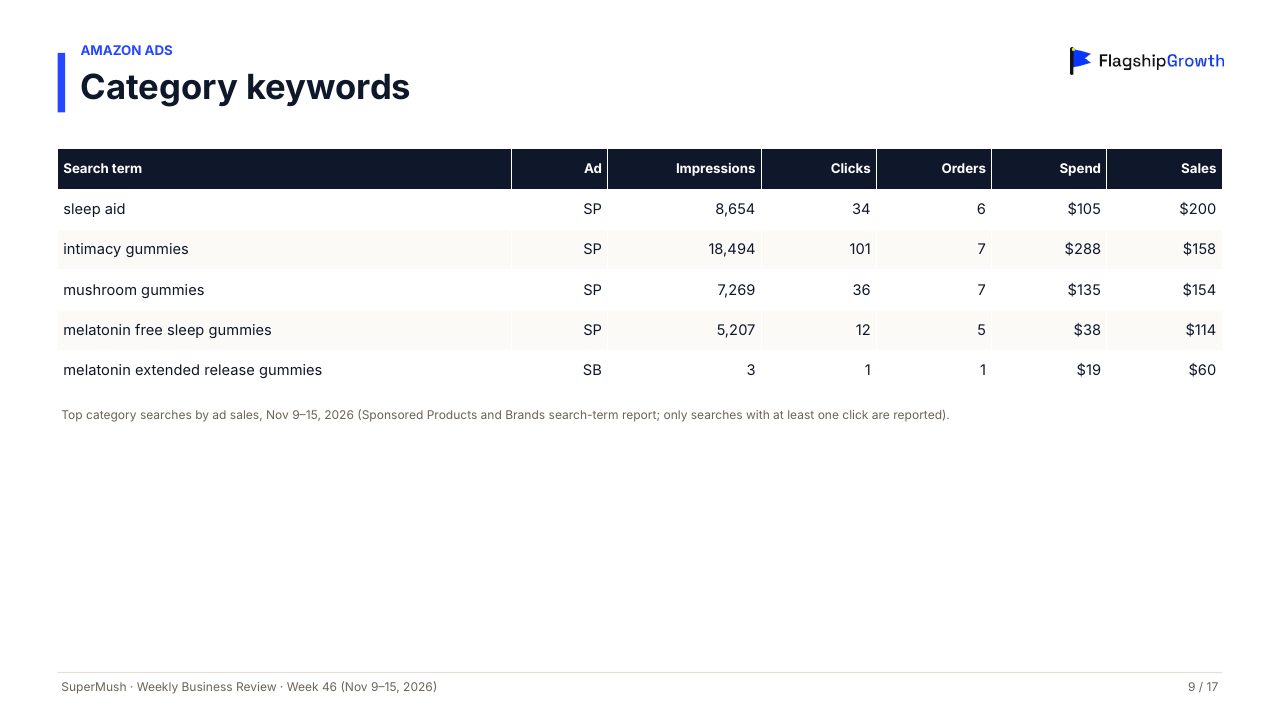 AMAZON ADS
Category keywords
FlagshipGrowth
Search term Ad Impressions Clicks Orders Spend Sales
sleep aid SP 8,654 34 6 $105 $200
intimacy gummies SP 18,494 101 7 $288 $158
mushroom gummies SP 7,269 36 7 $135 $154
melatonin free sleep gummies SP 5,207 12 5 $38 $114
melatonin extended release gummies SB 3 1 1 $19 $60
Top category searches by ad sales, Nov 9–15, 2026 (Sponsored Products and Brands search-term report; only searches with at least one click are reported).
SuperMush · Weekly Business Review · Week 46 (Nov 9–15, 2026)
9 / 17